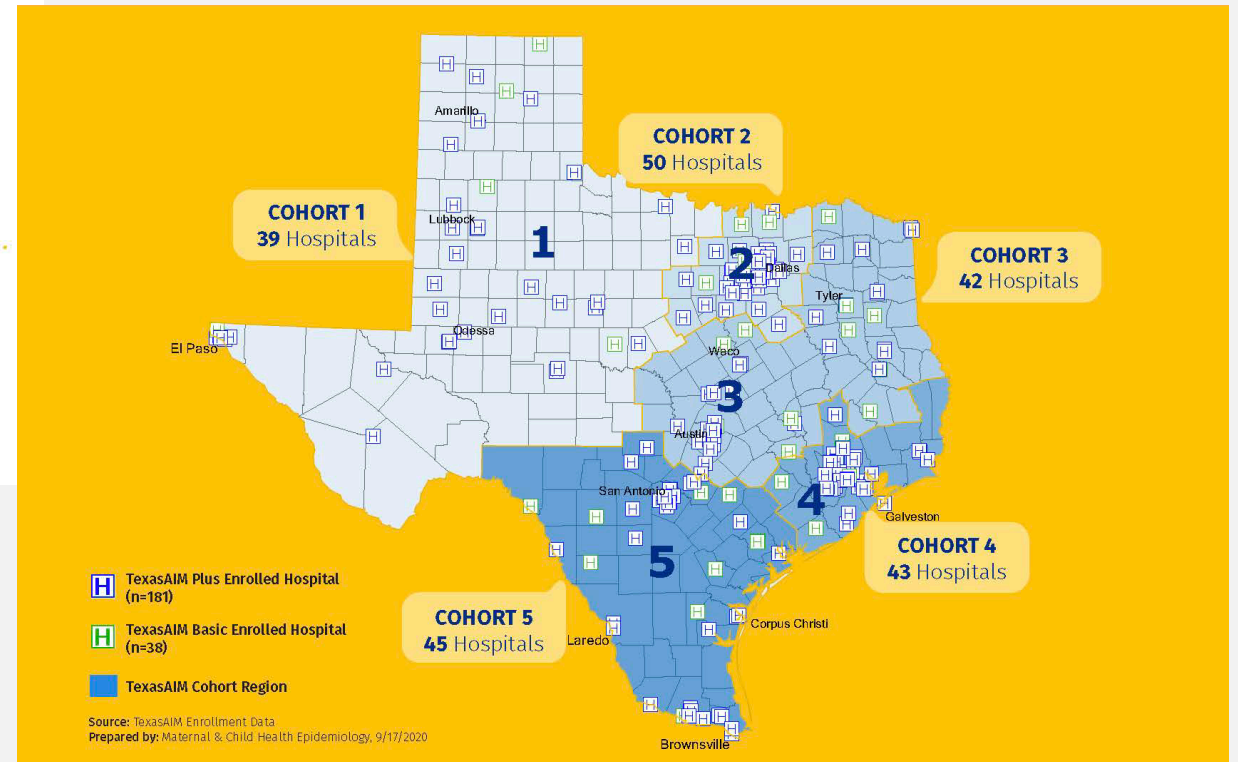 COHORT 2
50 Hospitals
Amarillo
COHORT 1
39 Hospitals
Lubbock
1
2
Dallas
COHORT 3
42 Hospitals
Tyler
Odessa
El Paso
Waco
3
Austin
San Antonio
4
Galveston
COHORT 4
43 Hospitals
5
TexasAIM Plus Enrolled Hospital
(n=181)
COHORT 5
45 Hospitals
Corpus Christi
TexasAIM Basic Enrolled Hospital
(n=38)
Laredo
TexasAIM Cohort Region
Source: TexasAIM Enrollment Data
Prepared by: Maternal & Child Health Epidemiology, 9/17/2020
Brownsville